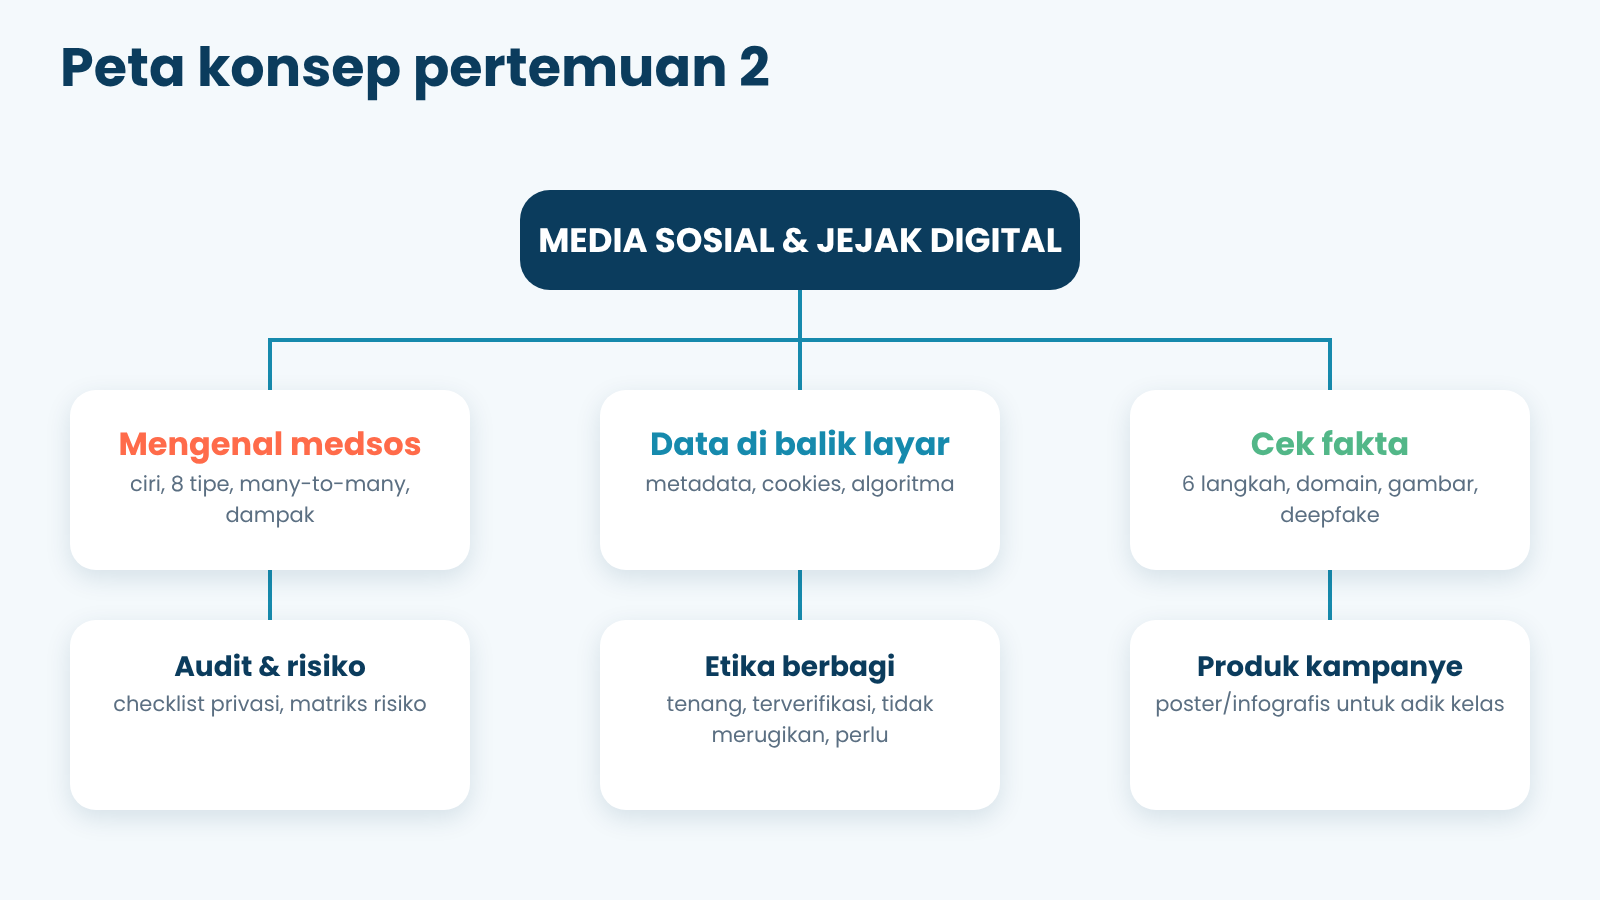 Peta konsep pertemuan 2
MEDIA SOSIAL & JEJAK DIGITAL
Mengenal medsos
ciri, 8 tipe, many-to-many,
dampak
Data di balik layar
metadata, cookies, algoritma
Cek fakta
6 langkah, domain, gambar,
deepfake
Audit & risiko
checklist privasi, matriks risiko
Etika berbagi
tenang, terverifikasi, tidak
merugikan, perlu
Produk kampanye
poster/infografis untuk adik kelas